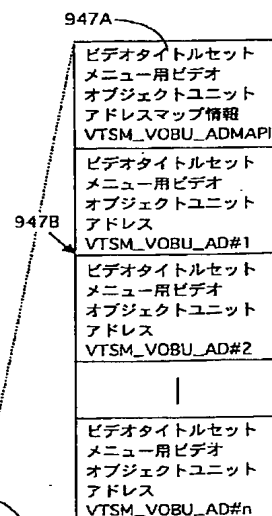 947A
ビデオタイトルセット
メニュー用ビデオ
オブジェクトユニット
アドレスマップ情報
VTSM_VOBU_ADMAPI
ビデオタイトルセット
メニュー用ビデオ
オブジェクトユニット
アドレス
VTSM_VOBU_AD#1
947B
ビデオタイトルセット
メニュー用ビデオ
オブジェクトユニット
アドレス
VTSM_VOBU_AD#2
ビデオタイトルセット
メニュー用ビデオ
オブジェクトユニット
アドレス
VTSM_VOBU_AD#n